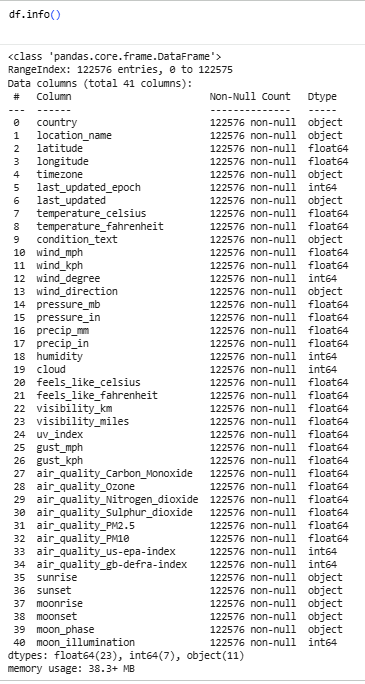 df.info()
<class 'pandas.core.frame.DataFrame'>
RangeIndex: 122576 entries, 0 to 122575
Data columns (total 41 columns):
 #   Column                        Non-Null Count   Dtype
---  ------                        --------------   -----
 0   country                       122576 non-null  object
 1   location_name                 122576 non-null  object
 2   latitude                      122576 non-null  float64
 3   longitude                     122576 non-null  float64
 4   timezone                      122576 non-null  object
 5   last_updated_epoch            122576 non-null  int64
 6   last_updated                  122576 non-null  object
 7   temperature_celsius           122576 non-null  float64
 8   temperature_fahrenheit        122576 non-null  float64
 9   condition_text                122576 non-null  object
 10  wind_mph                      122576 non-null  float64
 11  wind_kph                      122576 non-null  float64
 12  wind_degree                   122576 non-null  int64
 13  wind_direction                122576 non-null  object
 14  pressure_mb                   122576 non-null  float64
 15  pressure_in                   122576 non-null  float64
 16  precip_mm                     122576 non-null  float64
 17  precip_in                     122576 non-null  float64
 18  humidity                      122576 non-null  int64
 19  cloud                         122576 non-null  int64
 20  feels_like_celsius            122576 non-null  float64
 21  feels_like_fahrenheit         122576 non-null  float64
 22  visibility_km                 122576 non-null  float64
 23  visibility_miles              122576 non-null  float64
 24  uv_index                      122576 non-null  float64
 25  gust_mph                      122576 non-null  float64
 26  gust_kph                      122576 non-null  float64
 27  air_quality_Carbon_Monoxide   122576 non-null  float64
 28  air_quality_Ozone             122576 non-null  float64
 29  air_quality_Nitrogen_dioxide  122576 non-null  float64
 30  air_quality_Sulphur_dioxide   122576 non-null  float64
 31  air_quality_PM2.5             122576 non-null  float64
 32  air_quality_PM10              122576 non-null  float64
 33  air_quality_us-epa-index      122576 non-null  int64
 34  air_quality_gb-defra-index    122576 non-null  int64
 35  sunrise                       122576 non-null  object
 36  sunset                        122576 non-null  object
 37  moonrise                      122576 non-null  object
 38  moonset                       122576 non-null  object
 39  moon_phase                    122576 non-null  object
 40  moon_illumination             122576 non-null  int64
dtypes: float64(23), int64(7), object(11)
memory usage: 38.3+ MB